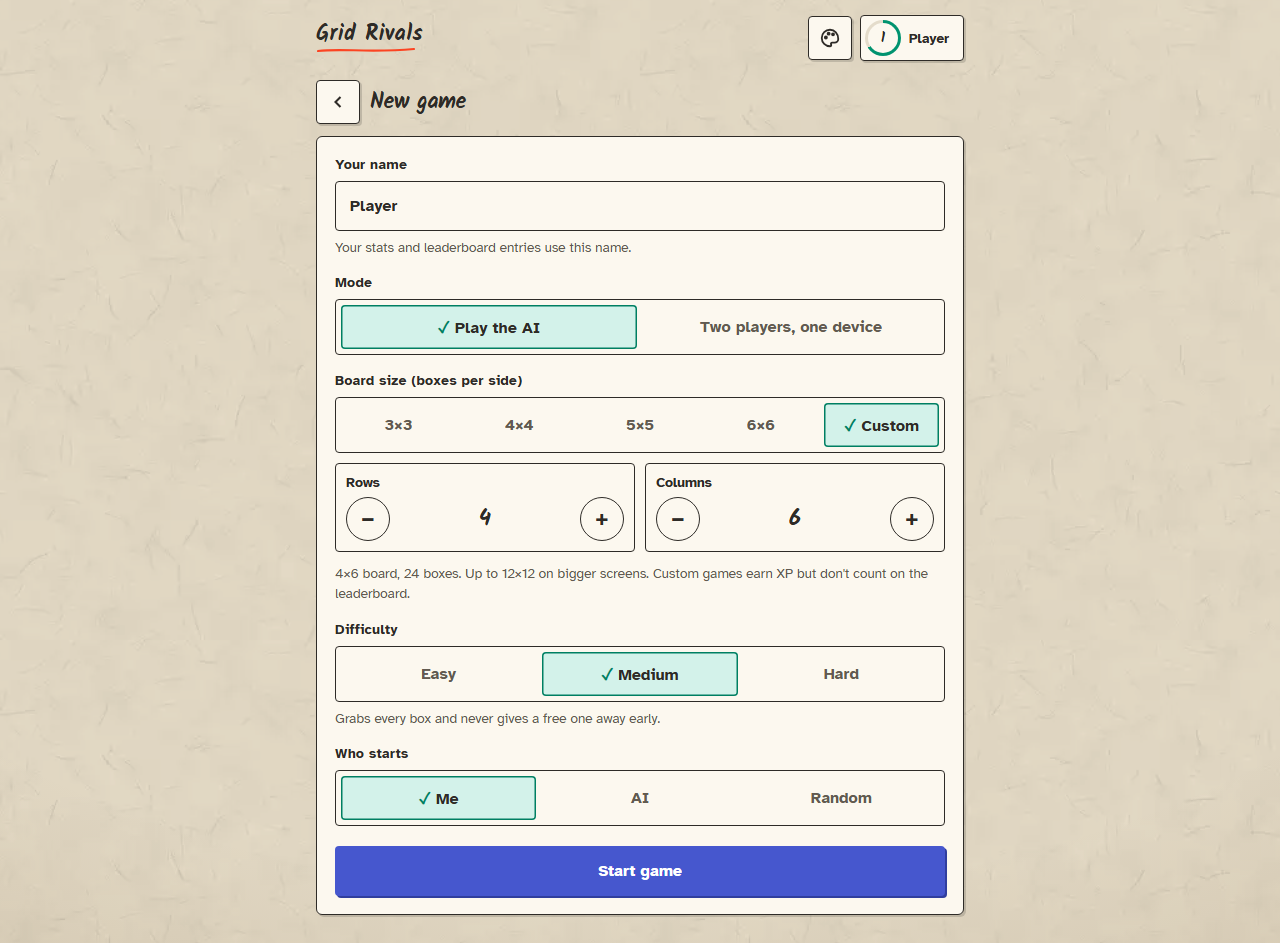 Grid Rivals
1 Player
New game
Your name
Player
Your stats and leaderboard entries use this name.
Mode
✓ Play the AI Two players, one device
Board size (boxes per side)
3×3 4×4 5×5 6×6 ✓ Custom
Rows Columns
− 4 + − 6 +
4×6 board, 24 boxes. Up to 12×12 on bigger screens. Custom games earn XP but don't count on the
leaderboard.
Difficulty
Easy ✓ Medium Hard
Grabs every box and never gives a free one away early.
Who starts
✓ Me AI Random
Start game